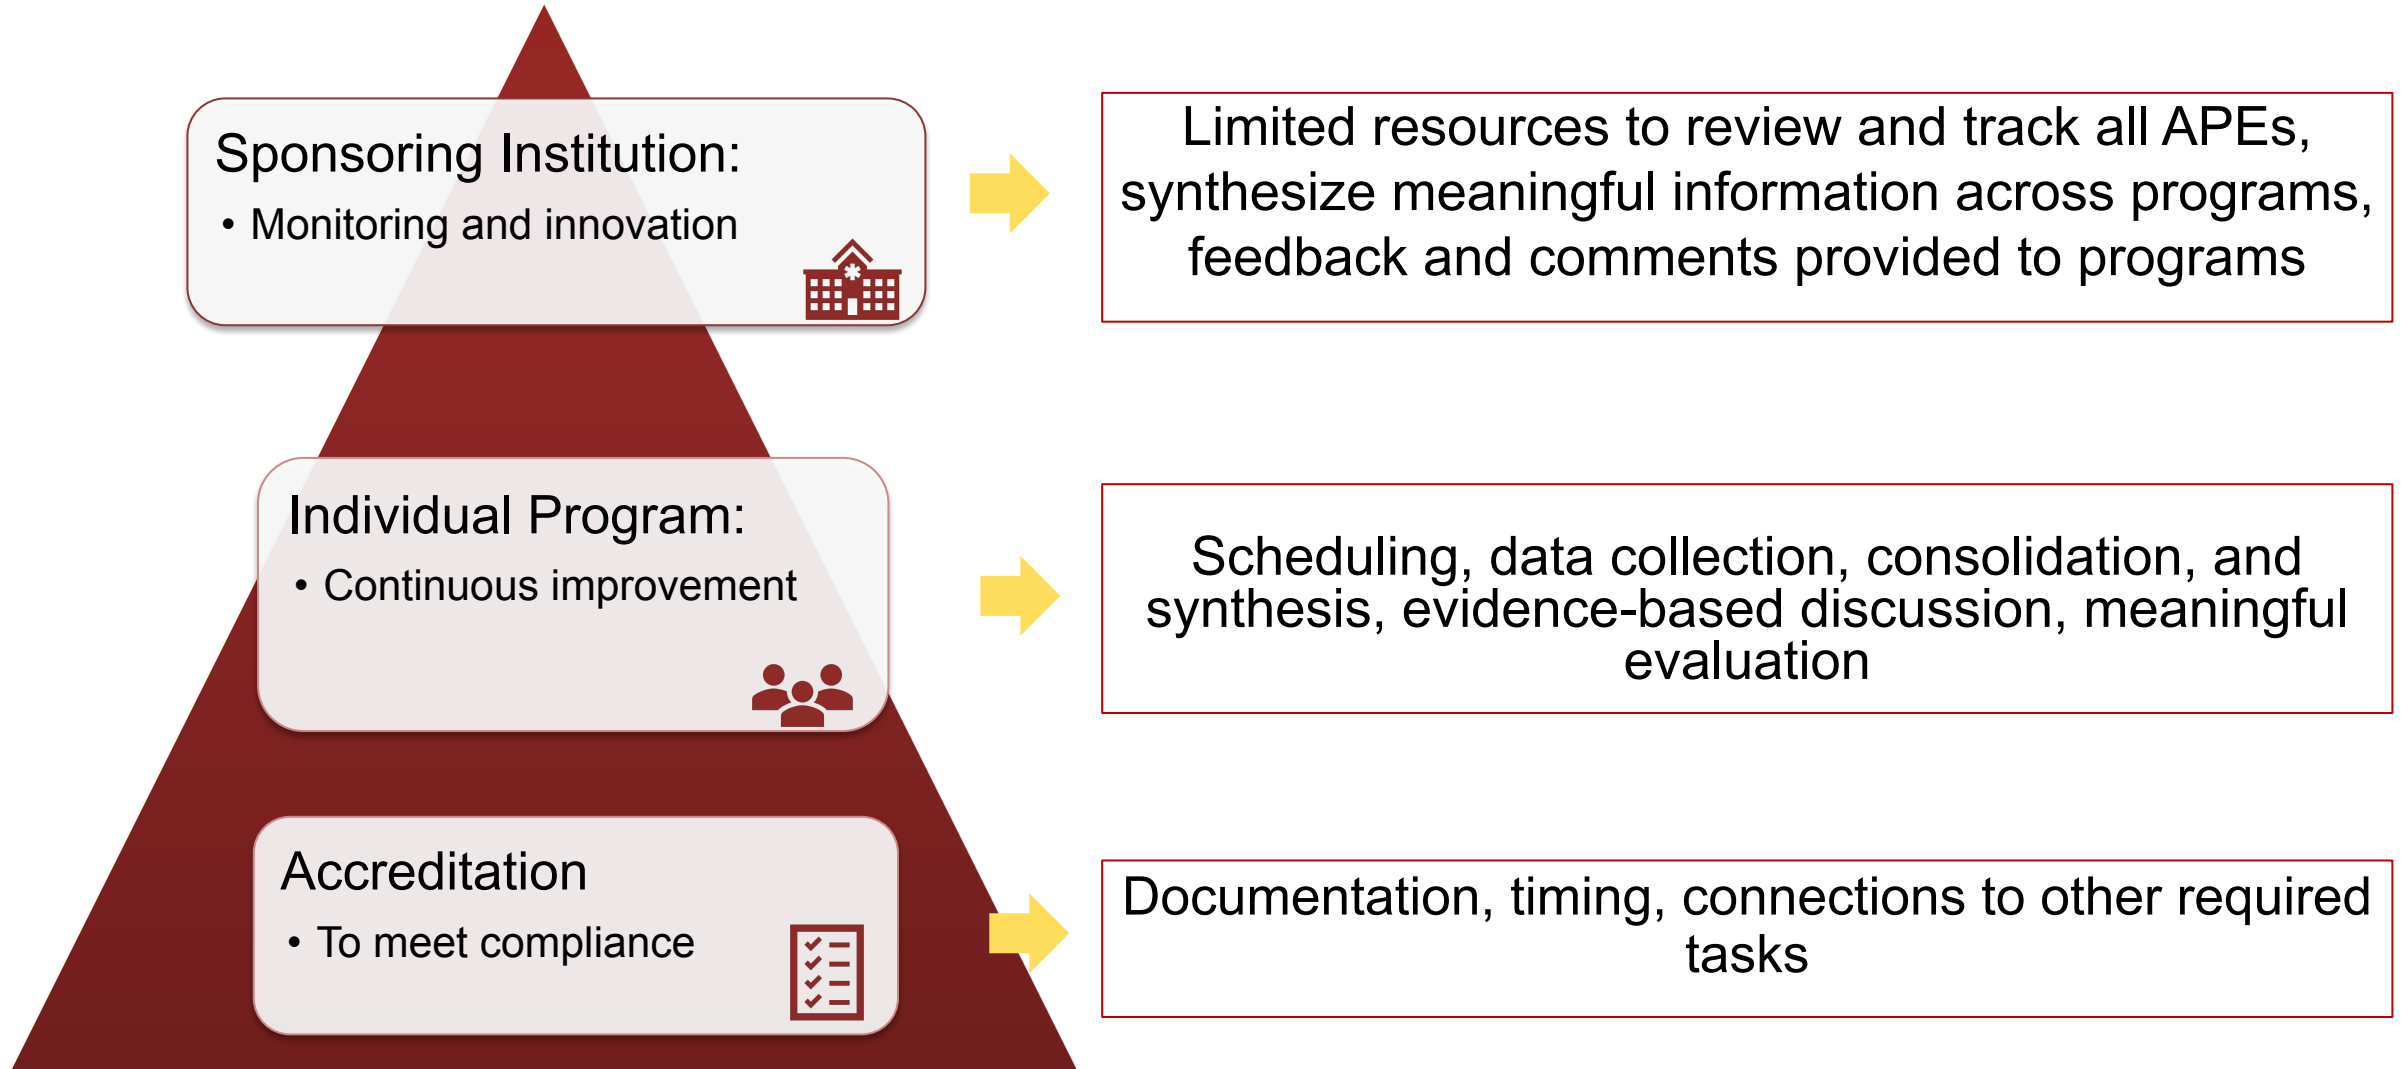 Sponsoring Institution:
• Monitoring and innovation
Limited resources to review and track all APEs,
synthesize meaningful information across programs,
feedback and comments provided to programs
Individual Program:
• Continuous improvement
Scheduling, data collection, consolidation, and
synthesis, evidence-based discussion, meaningful
evaluation
Accreditation
• To meet compliance
Documentation, timing, connections to other required
tasks